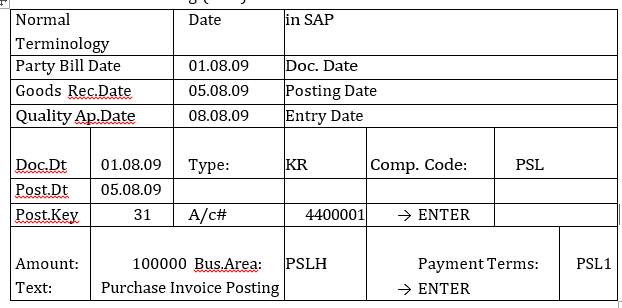 Normal Terminology Date in SAP
Party Bill Date 01.08.09 Doc. Date
Goods Rec.Date 05.08.09 Posting Date
Quality Ap.Date 08.08.09 Entry Date
Doc.Dt 01.08.09 Type: KR Comp. Code: PSL
Post.Dt 05.08.09
Post.Key 31 A/c# 4400001 → ENTER
Amount: 100000 Bus.Area: PSLH Payment Terms: PSL1
Text: Purchase Invoice Posting → ENTER